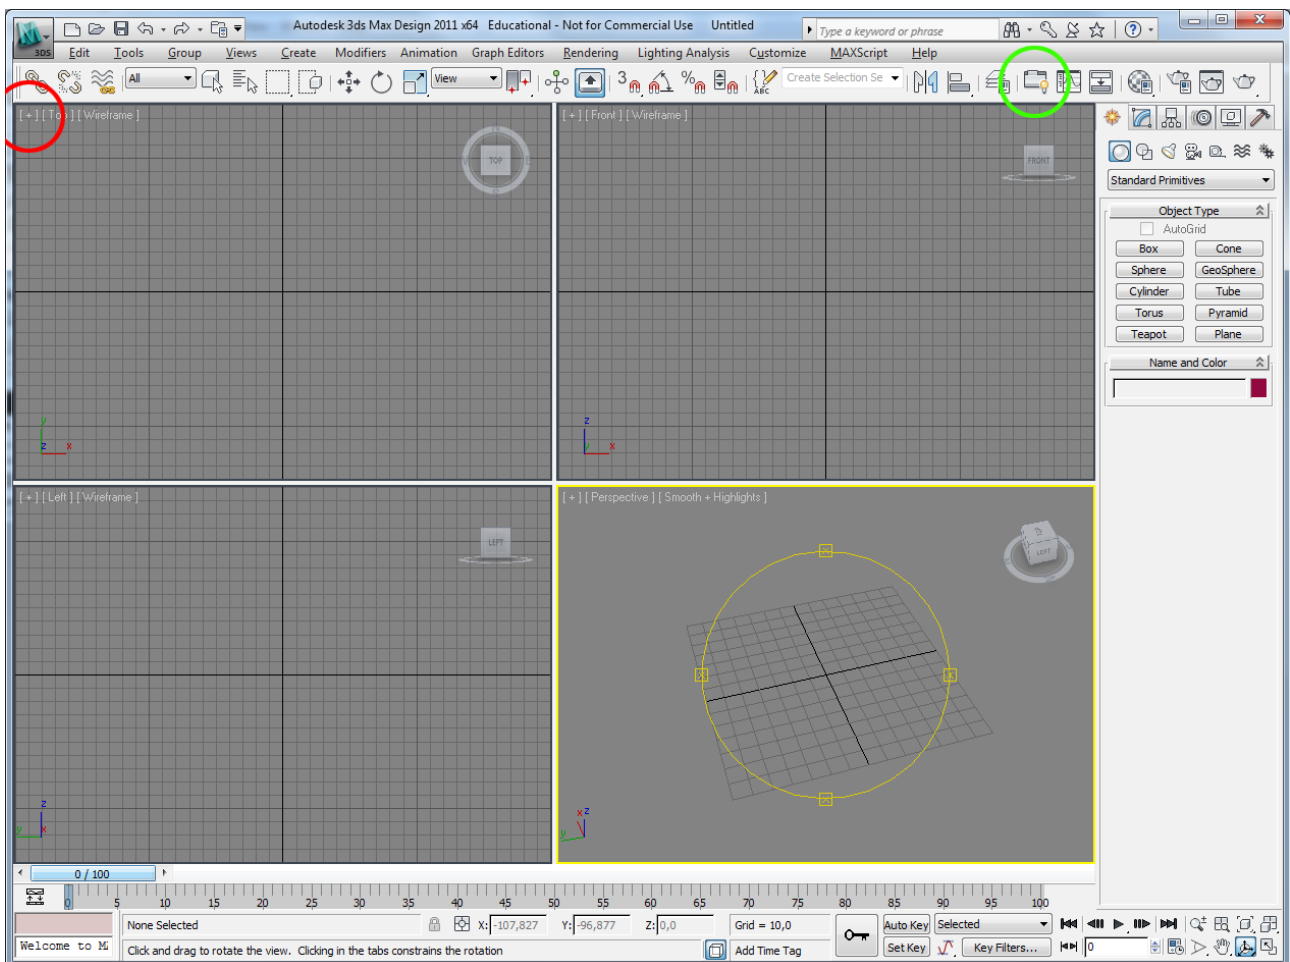 Autodesk 3ds Max Design 2011 x64 Educational - Not for Commercial Use Untitled
Type a keyword or phrase
3DS Edit Tools Group Views Create Modifiers Animation Graph Editors Rendering Lighting Analysis Customize MAXScript Help
All View 3 % ABC Create Selection Se
[ + ] [ Top ] [ Wireframe ]
TOP
[ + ] [ Front ] [ Wireframe ]
FRONT
Standard Primitives
Object Type
AutoGrid
Box Cone
Sphere GeoSphere
Cylinder Tube
Torus Pyramid
Teapot Plane
Name and Color
y
z x
z
y x
[ + ] [ Left ] [ Wireframe ]
LEFT
[ + ] [ Perspective ] [ Smooth + Highlights ]
LEFT
z
y x
x z
y
0 / 100
0 5 10 15 20 25 30 35 40 45 50 55 60 65 70 75 80 85 90 95 100
None Selected X: -107,827 Y: -96,877 Z: 0,0 Grid = 10,0 Auto Key Selected
Welcome to M
Click and drag to rotate the view. Clicking in the tabs constrains the rotation Add Time Tag Set Key Key Filters... 0